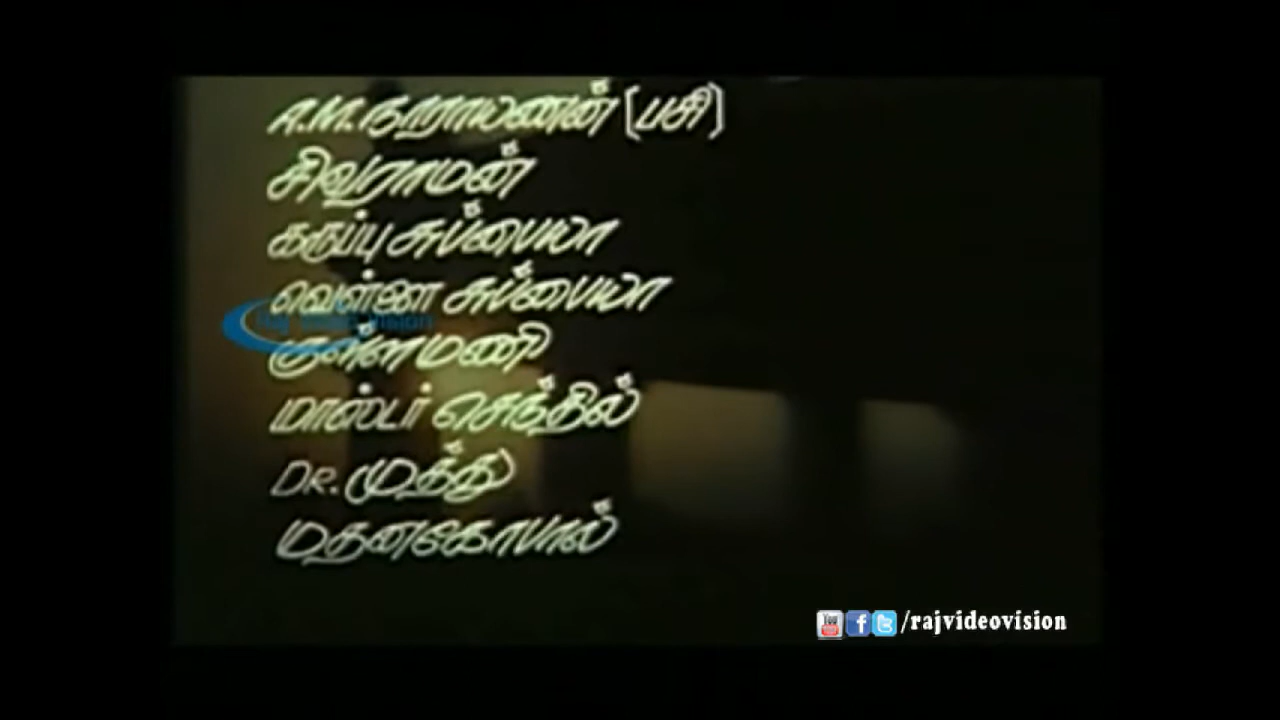 A.M. நாராயணன் (பசி)
சிவராமன்
கருப்பு சுப்பையா
வெள்ளை சுப்பையா
குள்ளமணி
மாஸ்டர் செந்தில்
DR. முத்து
மதனகோபால்
/rajvideovision